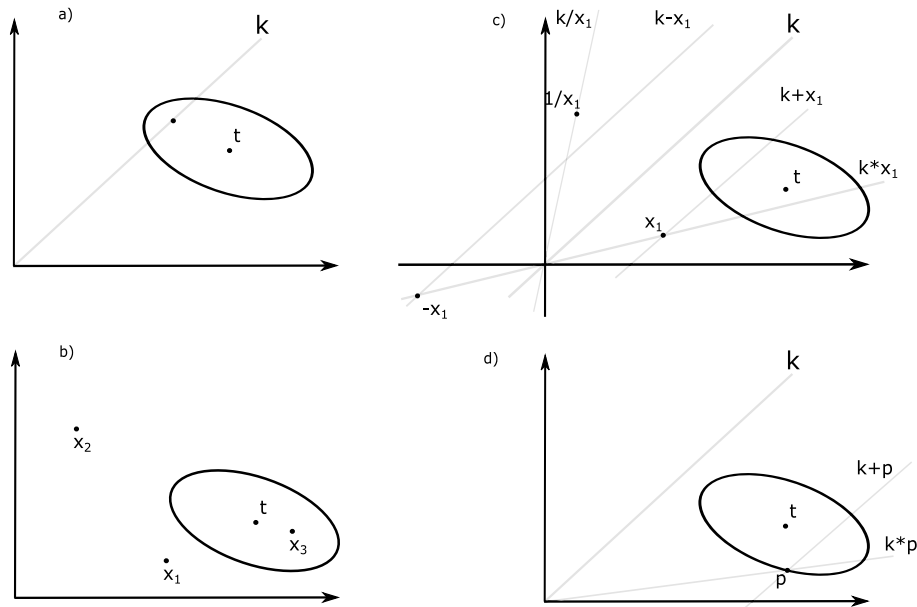 a)
k
t
c)
k/x₁
k-x₁
k
1/x₁
k+x₁
t
k*x₁
x₁
-x₁
b)
x₂
t
x₃
x₁
d)
k
k+p
t
k*p
p